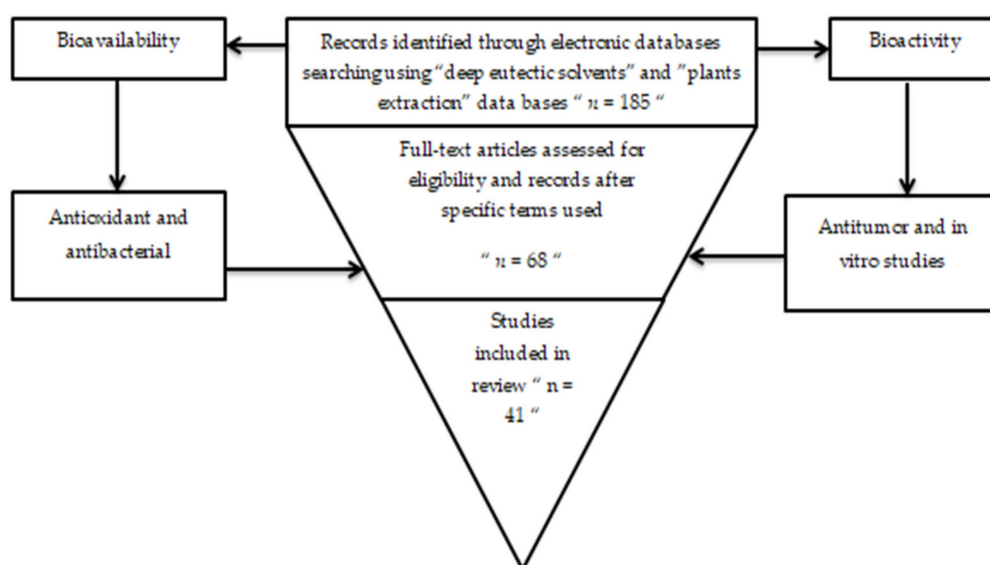 Bioavailability
Records identified through electronic databases
searching using “deep eutectic solvents” and ”plants
extraction” data bases “ n = 185 “
Bioactivity
Full-text articles assessed for
eligibility and records after
specific terms used
“ n = 68 “
Antioxidant and
antibacterial
Antitumor and in
vitro studies
Studies
included in
review “ n =
41 “